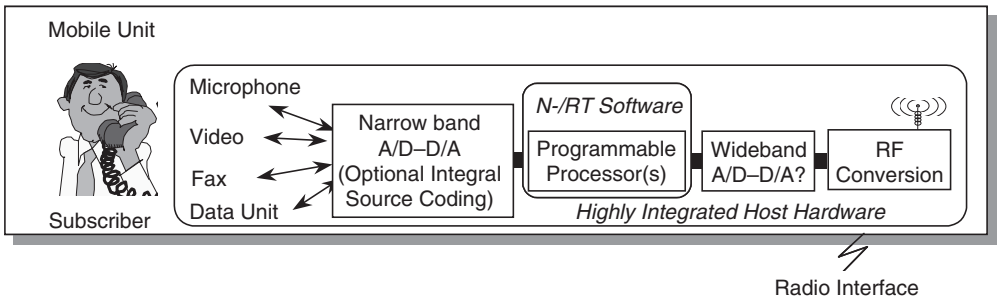 Mobile Unit
Microphone
Video
Fax
Data Unit
Subscriber
Narrow band
A/D–D/A
(Optional Integral
Source Coding)
N-/RT Software
Programmable
Processor(s)
Wideband
A/D–D/A?
RF
Conversion
Highly Integrated Host Hardware
Radio Interface